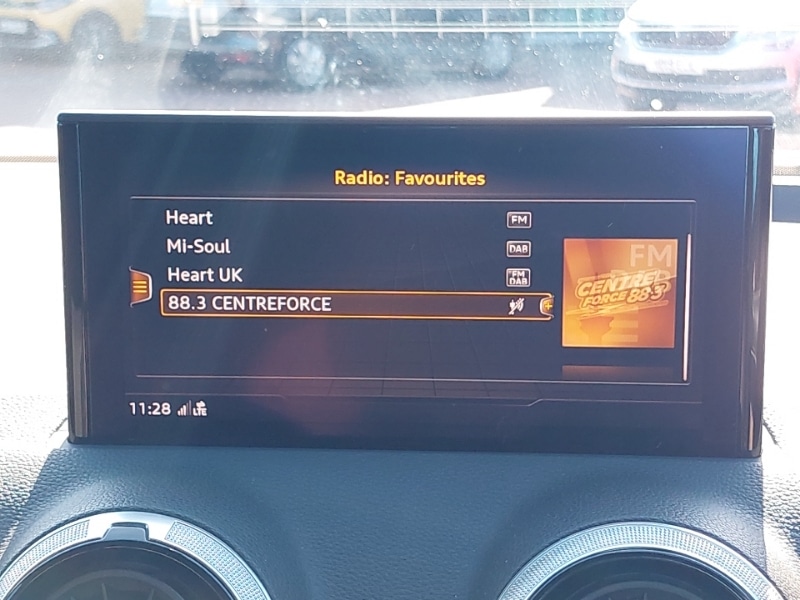 Radio: Favourites
Heart FM
Mi-Soul DAB
Heart UK FM DAB
88.3 CENTREFORCE
FM
CENTRE
FORCE 88.3
11:28 LTE